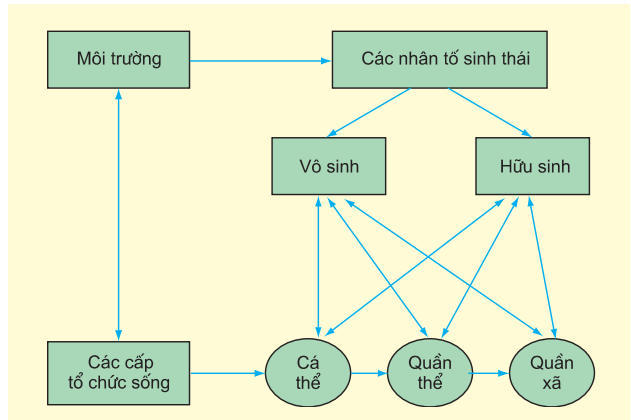 Môi trường
Các nhân tố sinh thái
Vô sinh
Hữu sinh
Các cấp
tổ chức sống
Cá
thể
Quần
thể
Quần
xã